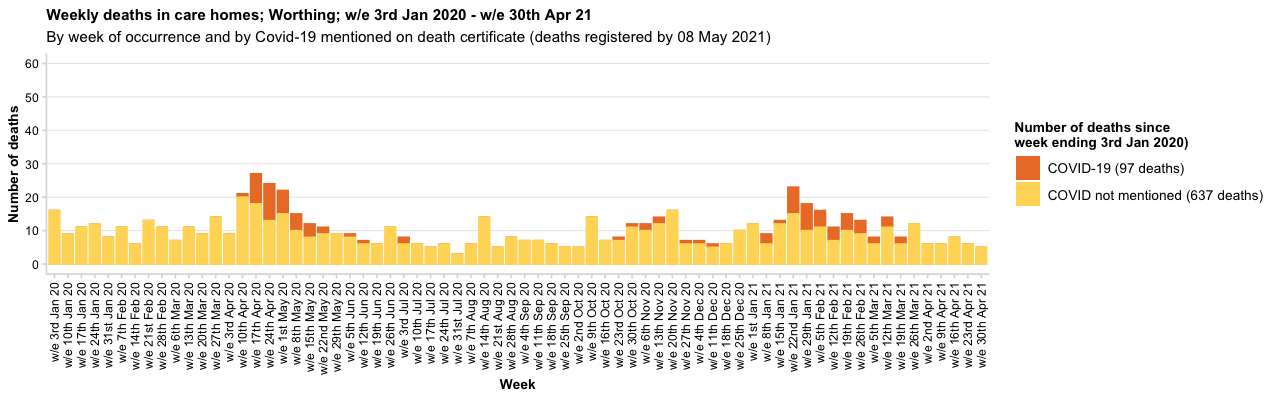 Weekly deaths in care homes; Worthing; w/e 3rd Jan 2020 - w/e 30th Apr 21
By week of occurrence and by Covid-19 mentioned on death certificate (deaths registered by 08 May 2021)
Number of deaths
60
50
40
30
20
10
0
w/e 3rd Jan 20
w/e 10th Jan 20
w/e 17th Jan 20
w/e 24th Jan 20
w/e 31st Jan 20
w/e 7th Feb 20
w/e 14th Feb 20
w/e 21st Feb 20
w/e 28th Feb 20
w/e 6th Mar 20
w/e 13th Mar 20
w/e 20th Mar 20
w/e 27th Mar 20
w/e 3rd Apr 20
w/e 10th Apr 20
w/e 17th Apr 20
w/e 24th Apr 20
w/e 1st May 20
w/e 8th May 20
w/e 15th May 20
w/e 22nd May 20
w/e 29th May 20
w/e 5th Jun 20
w/e 12th Jun 20
w/e 19th Jun 20
w/e 26th Jun 20
w/e 3rd Jul 20
w/e 10th Jul 20
w/e 17th Jul 20
w/e 24th Jul 20
w/e 31st Jul 20
w/e 7th Aug 20
w/e 14th Aug 20
w/e 21st Aug 20
w/e 28th Aug 20
w/e 4th Sep 20
w/e 11th Sep 20
w/e 18th Sep 20
w/e 25th Sep 20
w/e 2nd Oct 20
w/e 9th Oct 20
w/e 16th Oct 20
w/e 23rd Oct 20
w/e 30th Oct 20
w/e 6th Nov 20
w/e 13th Nov 20
w/e 20th Nov 20
w/e 27th Nov 20
w/e 4th Dec 20
w/e 11th Dec 20
w/e 18th Dec 20
w/e 25th Dec 20
w/e 1st Jan 21
w/e 8th Jan 21
w/e 15th Jan 21
w/e 22nd Jan 21
w/e 29th Jan 21
w/e 5th Feb 21
w/e 12th Feb 21
w/e 19th Feb 21
w/e 26th Feb 21
w/e 5th Mar 21
w/e 12th Mar 21
w/e 19th Mar 21
w/e 26th Mar 21
w/e 2nd Apr 21
w/e 9th Apr 21
w/e 16th Apr 21
w/e 23rd Apr 21
w/e 30th Apr 21
Week
Number of deaths since
week ending 3rd Jan 2020)
COVID-19 (97 deaths)
COVID not mentioned (637 deaths)